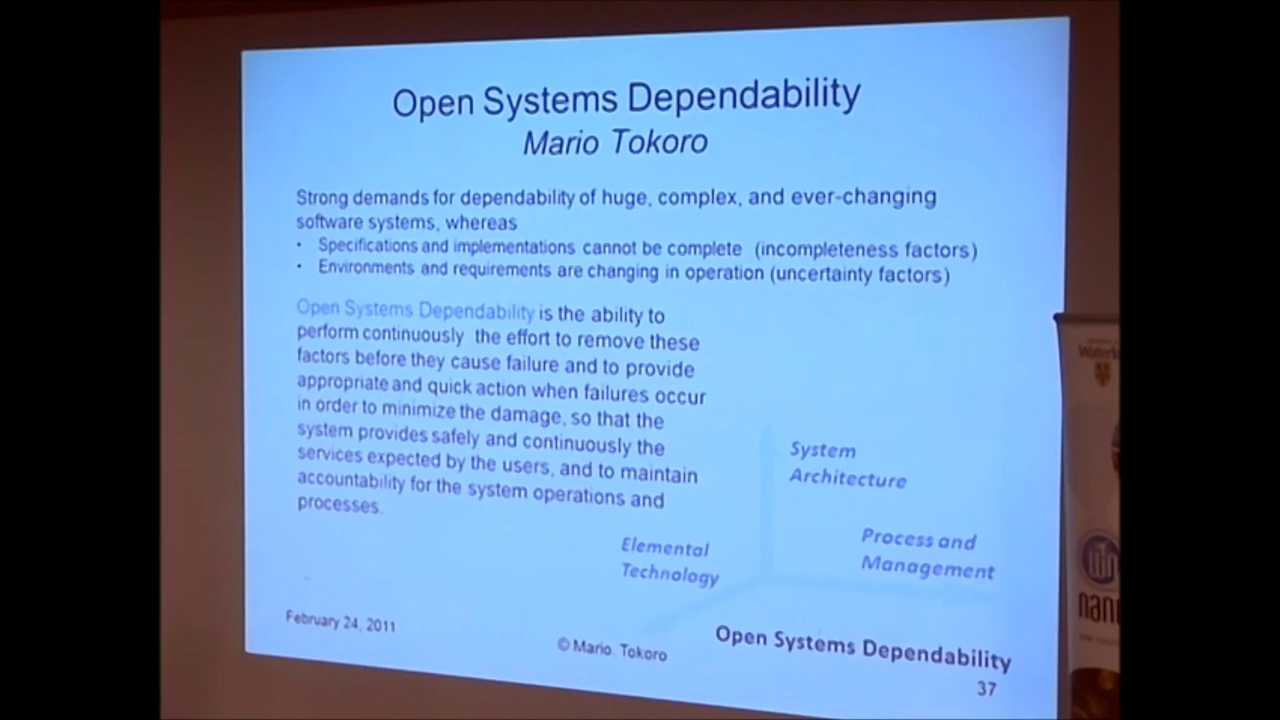 Open Systems Dependability
Mario Tokoro
Strong demands for dependability of huge, complex, and ever-changing
software systems, whereas
• Specifications and implementations cannot be complete (incompleteness factors)
• Environments and requirements are changing in operation (uncertainty factors)
Open Systems Dependability is the ability to
perform continuously the effort to remove these
factors before they cause failure and to provide
appropriate and quick action when failures occur
in order to minimize the damage, so that the
system provides safely and continuously the
services expected by the users, and to maintain
accountability for the system operations and
processes.
System
Architecture
Process and
Management
Elemental
Technology
February 24, 2011
© Mario Tokoro
Open Systems Dependability
37